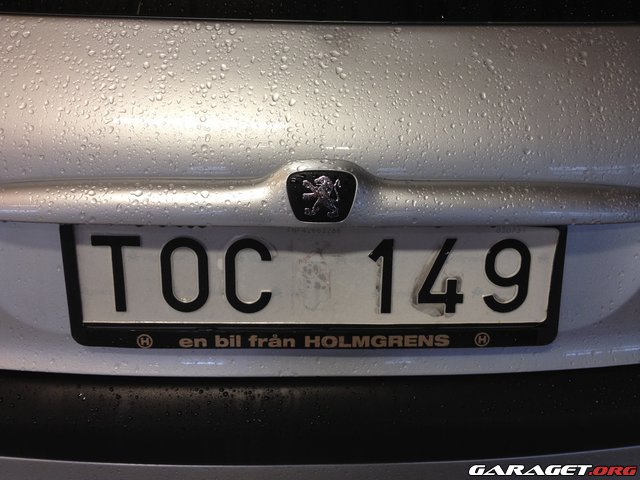 TOC 149
H en bil från HOLMGRENS H
GARAGET.ORG